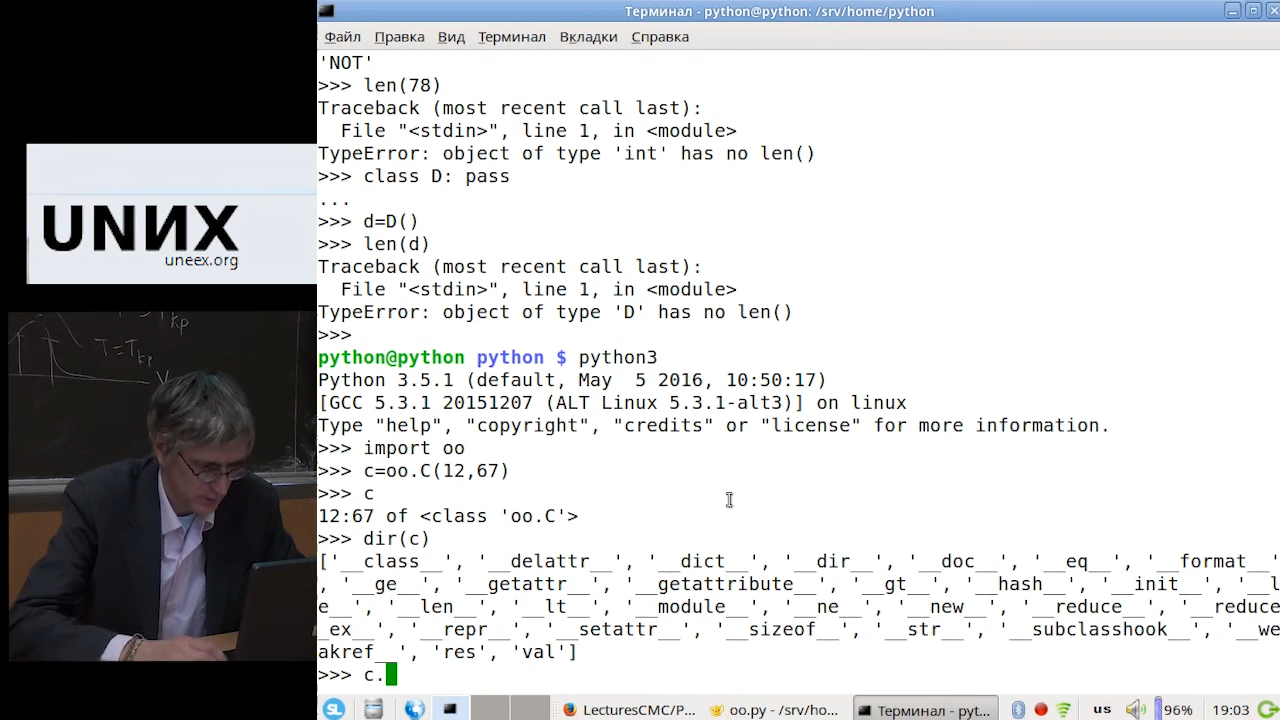 Терминал - python@python: /srv/home/python
Файл Правка Вид Терминал Вкладки Справка
'NOT'
>>> len(78)
Traceback (most recent call last):
  File "<stdin>", line 1, in <module>
TypeError: object of type 'int' has no len()
>>> class D: pass
...
>>> d=D()
>>> len(d)
Traceback (most recent call last):
  File "<stdin>", line 1, in <module>
TypeError: object of type 'D' has no len()
>>>
python@python python $ python3
Python 3.5.1 (default, May  5 2016, 10:50:17)
[GCC 5.3.1 20151207 (ALT Linux 5.3.1-alt3)] on linux
Type "help", "copyright", "credits" or "license" for more information.
>>> import oo
>>> c=oo.C(12,67)
>>> c
12:67 of <class 'oo.C'>
>>> dir(c)
['__class__', '__delattr__', '__dict__', '__dir__', '__doc__', '__eq__', '__format__'
, '__ge__', '__getattr__', '__getattribute__', '__gt__', '__hash__', '__init__', '__l
e__', '__len__', '__lt__', '__module__', '__ne__', '__new__', '__reduce__', '__reduce
_ex__', '__repr__', '__setattr__', '__sizeof__', '__str__', '__subclasshook__', '__we
akref__', 'res', 'val']
>>> c.
UNИX
uneex.org
T=Tкр
V
LecturesCMC/P... oo.py - /srv/ho... Терминал - pyt... us 96% 19:03